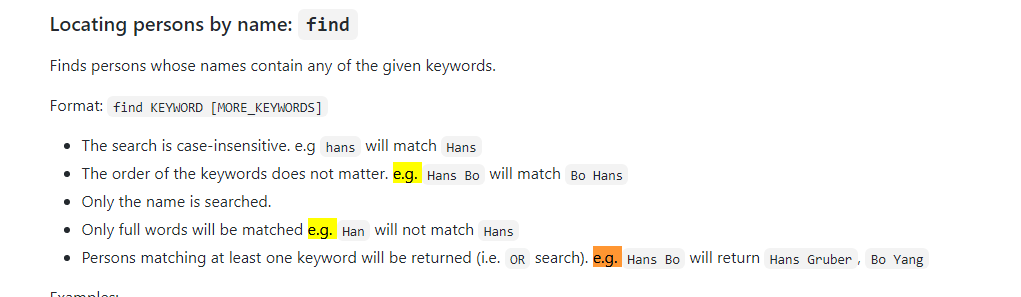 Locating persons by name: find
Finds persons whose names contain any of the given keywords.
Format: find KEYWORD [MORE_KEYWORDS]
• The search is case-insensitive. e.g hans will match Hans
• The order of the keywords does not matter. e.g. Hans Bo will match Bo Hans
• Only the name is searched.
• Only full words will be matched e.g. Han will not match Hans
• Persons matching at least one keyword will be returned (i.e. OR search). e.g. Hans Bo will return Hans Gruber, Bo Yang
Examples: